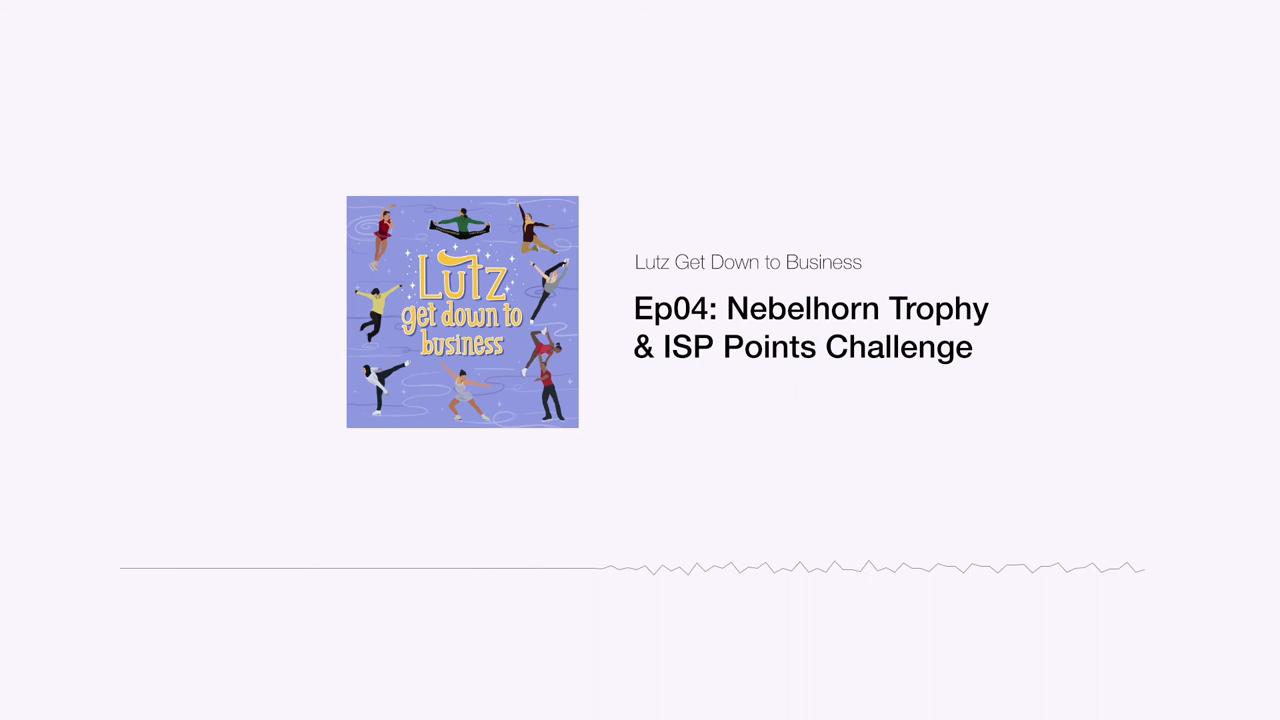 Lutz
get down to
business
Lutz Get Down to Business
Ep04: Nebelhorn Trophy
& ISP Points Challenge